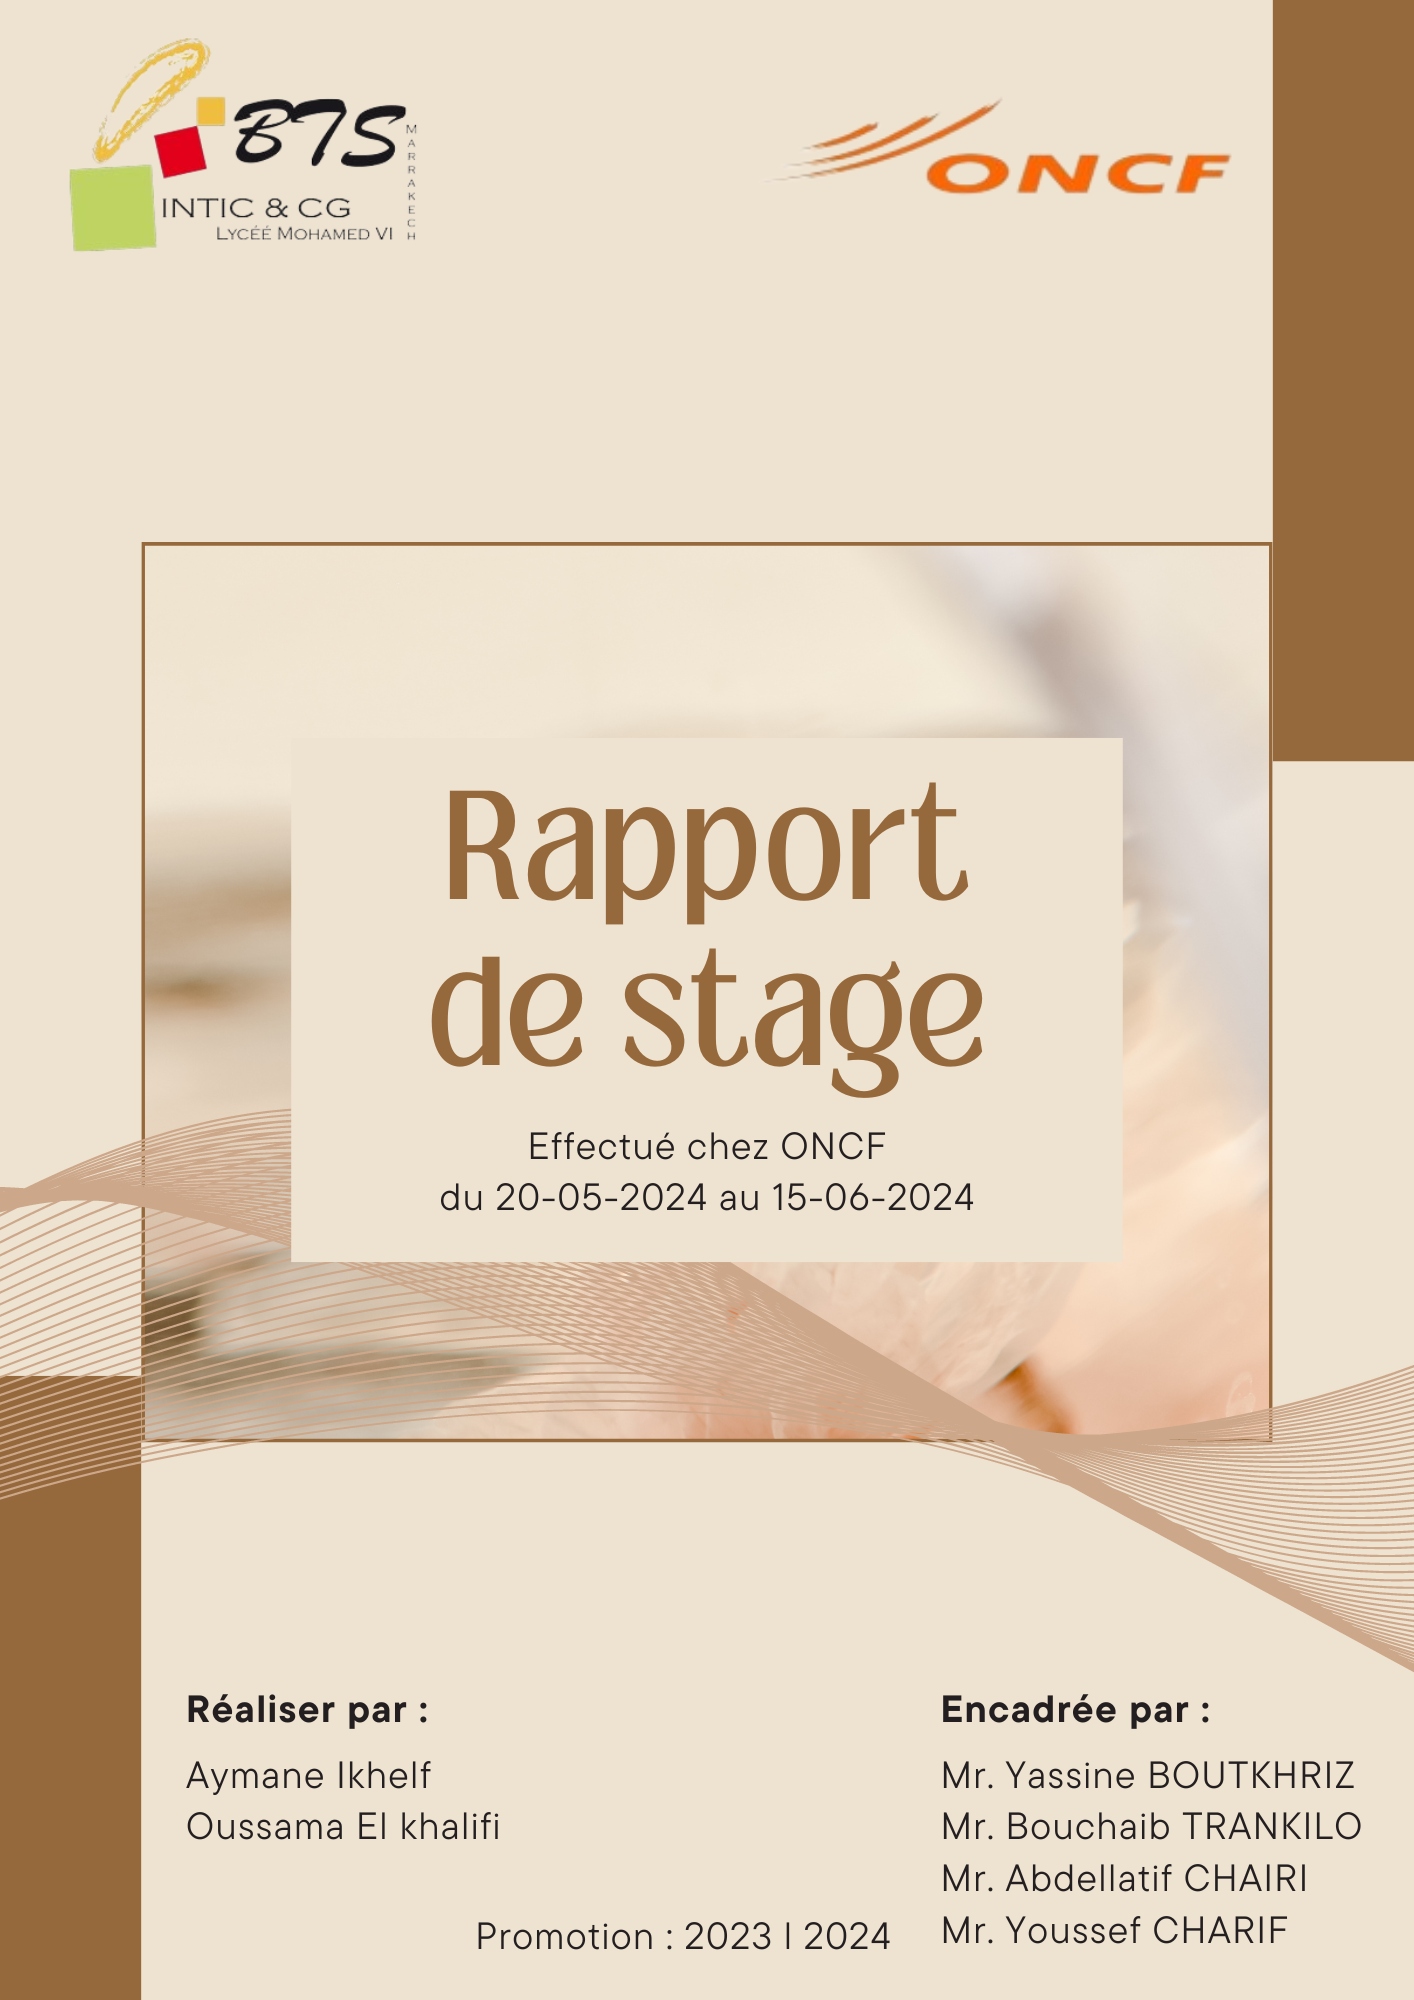 BTS
MARRAKECH
INTIC & CG
LYCÉÉ MOHAMED VI
ONCF
Rapport
de stage
Effectué chez ONCF
du 20-05-2024 au 15-06-2024
Réaliser par :
Aymane Ikhelf
Oussama El khalifi
Encadrée par :
Mr. Yassine BOUTKHRIZ
Mr. Bouchaib TRANKILO
Mr. Abdellatif CHAIRI
Mr. Youssef CHARIF
Promotion : 2023 | 2024